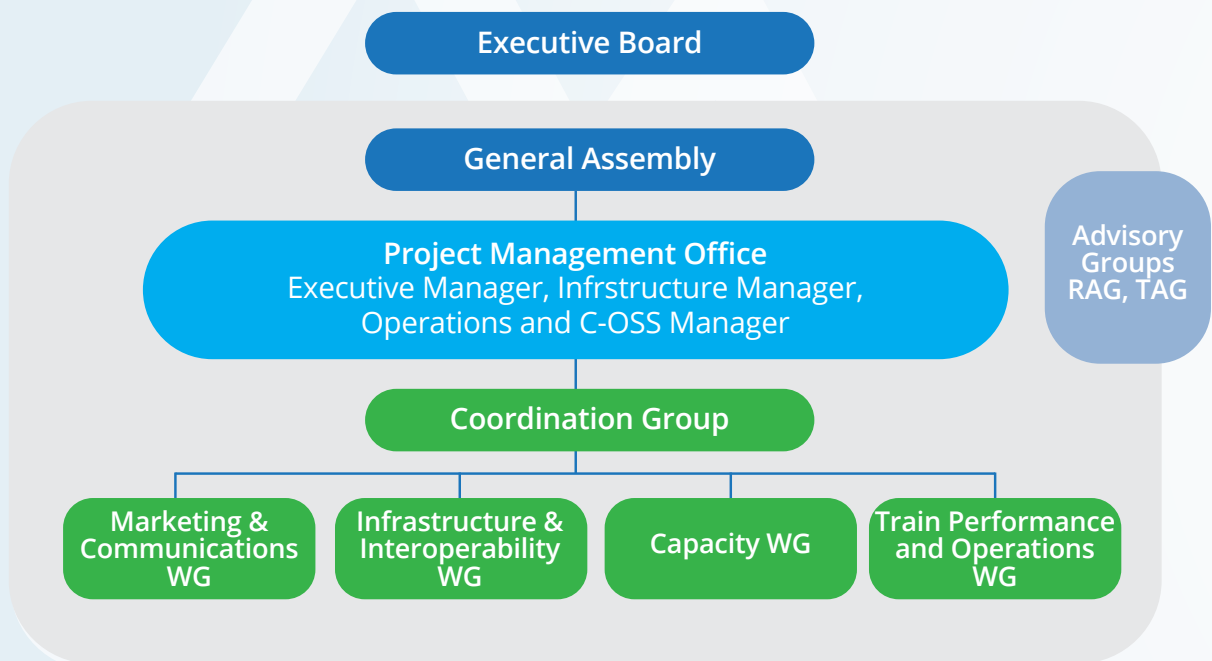 Executive Board
General Assembly
Project Management Office
Executive Manager, Infrstructure Manager,
Operations and C-OSS Manager
Advisory
Groups
RAG, TAG
Coordination Group
Marketing &
Communications
WG
Infrastructure &
Interoperability
WG
Capacity WG
Train Performance
and Operations
WG